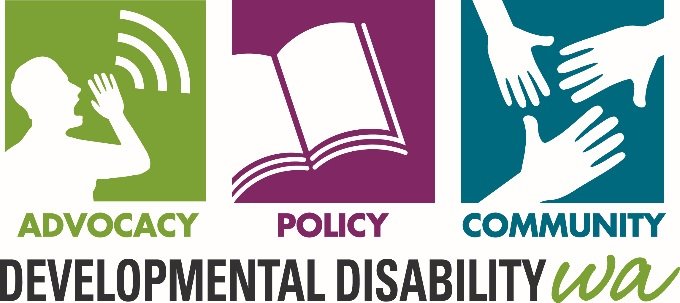 ADVOCACY POLICY COMMUNITY
DEVELOPMENTAL DISABILITY wa